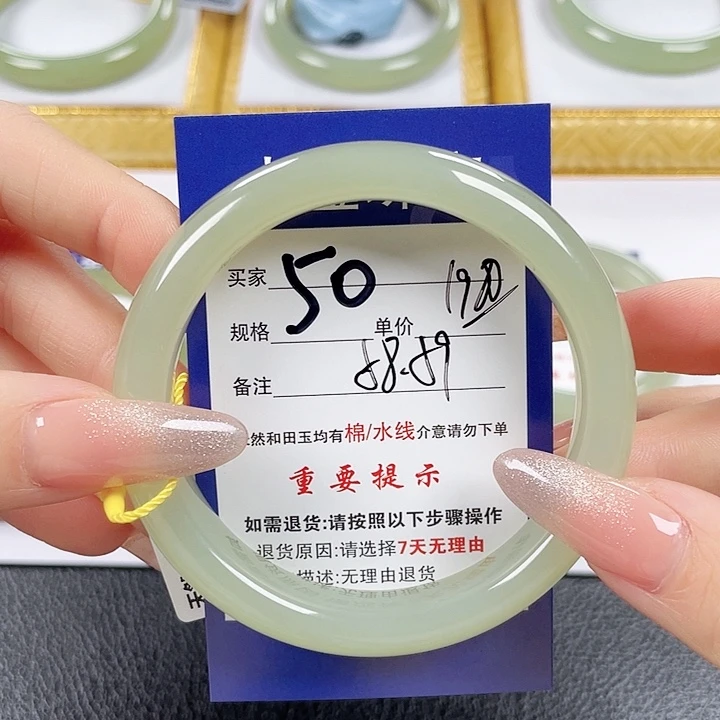 买家 50
1980
规格 单价
备注 58-59
然和田玉均有棉/水线介意请勿下单
重要提示
如需退货:请按照以下步骤操作
退货原因:请选择7天无理由
描述:无理由退货